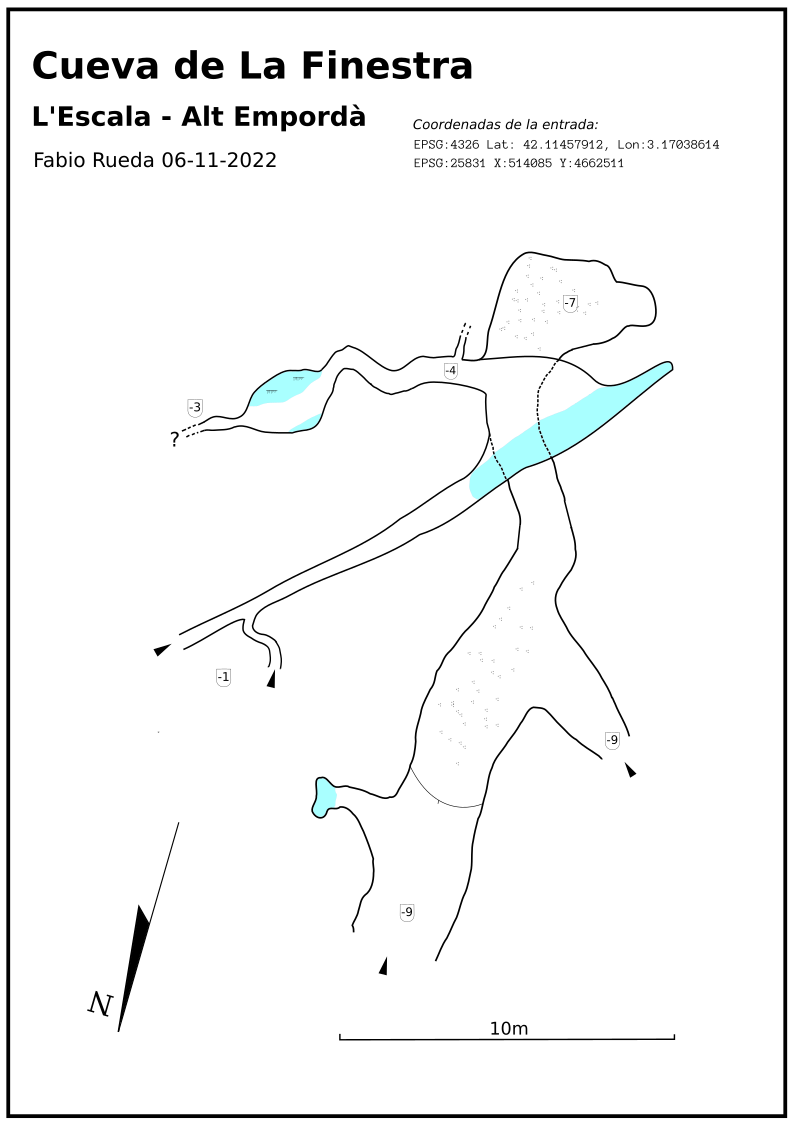 Cueva de La Finestra
L'Escala - Alt Empordà
Fabio Rueda 06-11-2022
Coordenadas de la entrada:
EPSG:4326 Lat: 42.11457912, Lon:3.17038614
EPSG:25831 X:514085 Y:4662511
-7
-4
-3
?
-1
-9
-9
N
10m